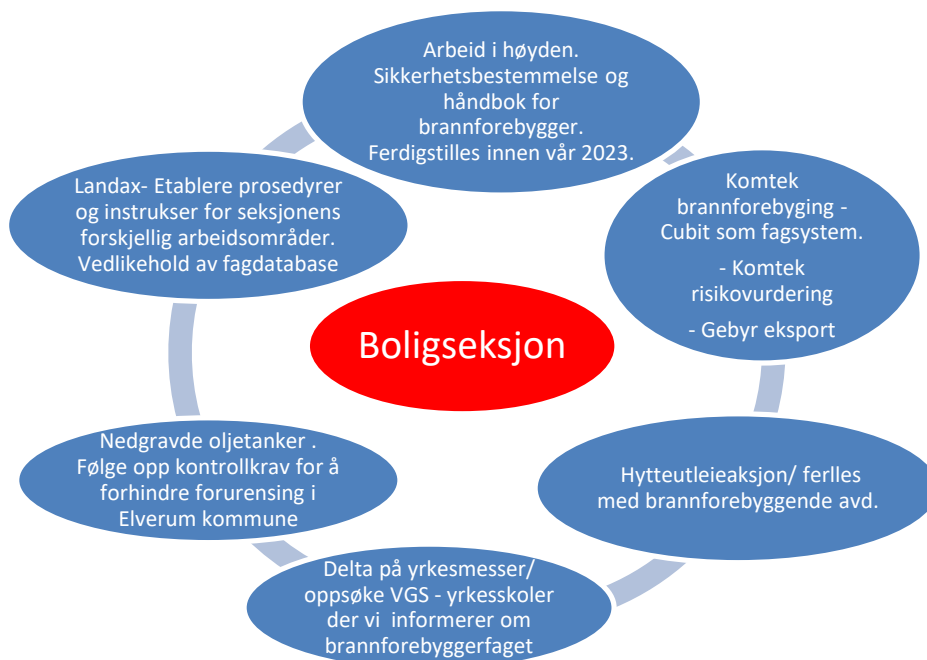 Arbeid i høyden.
Sikkerhetsbestemmelse og
håndbok for
brannforebygger.
Ferdigstilles innen vår 2023.
Komtek
brannforebyging -
Cubit som fagsystem.
- Komtek
risikovurdering
- Gebyr eksport
Hytteutleieaksjon/ ferlles
med brannforebyggende avd.
Delta på yrkesmesser/
oppsøke VGS - yrkesskoler
der vi informerer om
brannforebyggerfaget
Nedgravde oljetanker .
Følge opp kontrollkrav for å
forhindre forurensing i
Elverum kommune
Landax- Etablere prosedyrer
og instrukser for seksjonens
forskjellig arbeidsområder.
Vedlikehold av fagdatabase
Boligseksjon